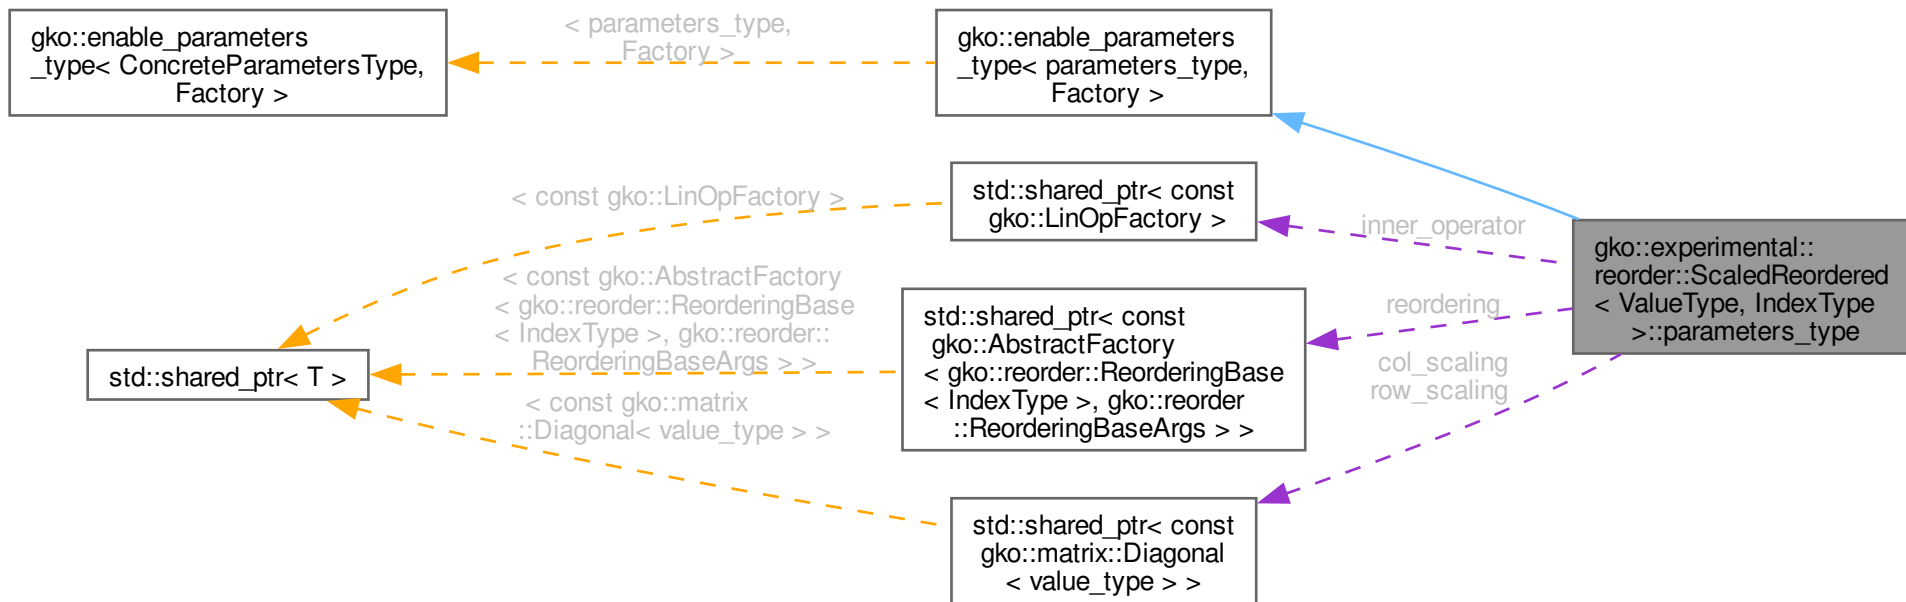 gko::enable_parameters
_type< ConcreteParametersType,
Factory >
< parameters_type,
Factory >
gko::enable_parameters
_type< parameters_type,
Factory >
< const gko::LinOpFactory >
std::shared_ptr< const
gko::LinOpFactory >
inner_operator
gko::experimental::
reorder::ScaledReordered
< ValueType, IndexType
>::parameters_type
< const gko::AbstractFactory
< gko::reorder::ReorderingBase
< IndexType >, gko::reorder::
ReorderingBaseArgs > >
std::shared_ptr< const
gko::AbstractFactory
< gko::reorder::ReorderingBase
< IndexType >, gko::reorder
::ReorderingBaseArgs > >
reordering
std::shared_ptr< T >
col_scaling
row_scaling
< const gko::matrix
::Diagonal< value_type > >
std::shared_ptr< const
gko::matrix::Diagonal
< value_type > >